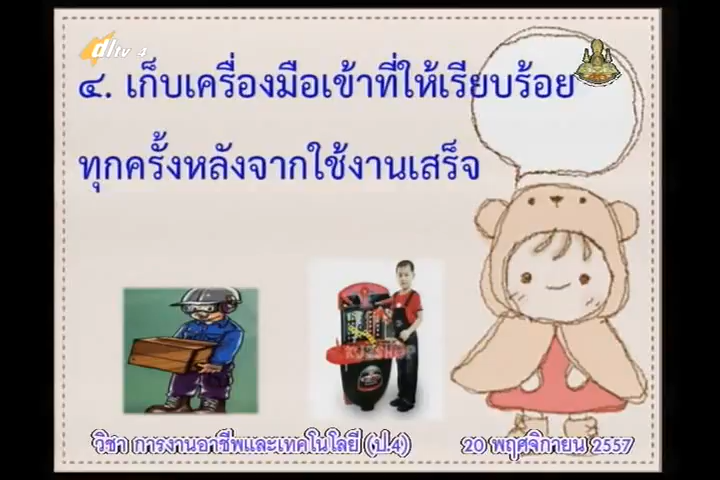 dltv 4
๔. เก็บเครื่องมือเข้าที่ให้เรียบร้อย
ทุกครั้งหลังจากใช้งานเสร็จ
KUSSHOP
วิชา การงานอาชีพและเทคโนโลยี (ป.4) 20 พฤศจิกายน 2557